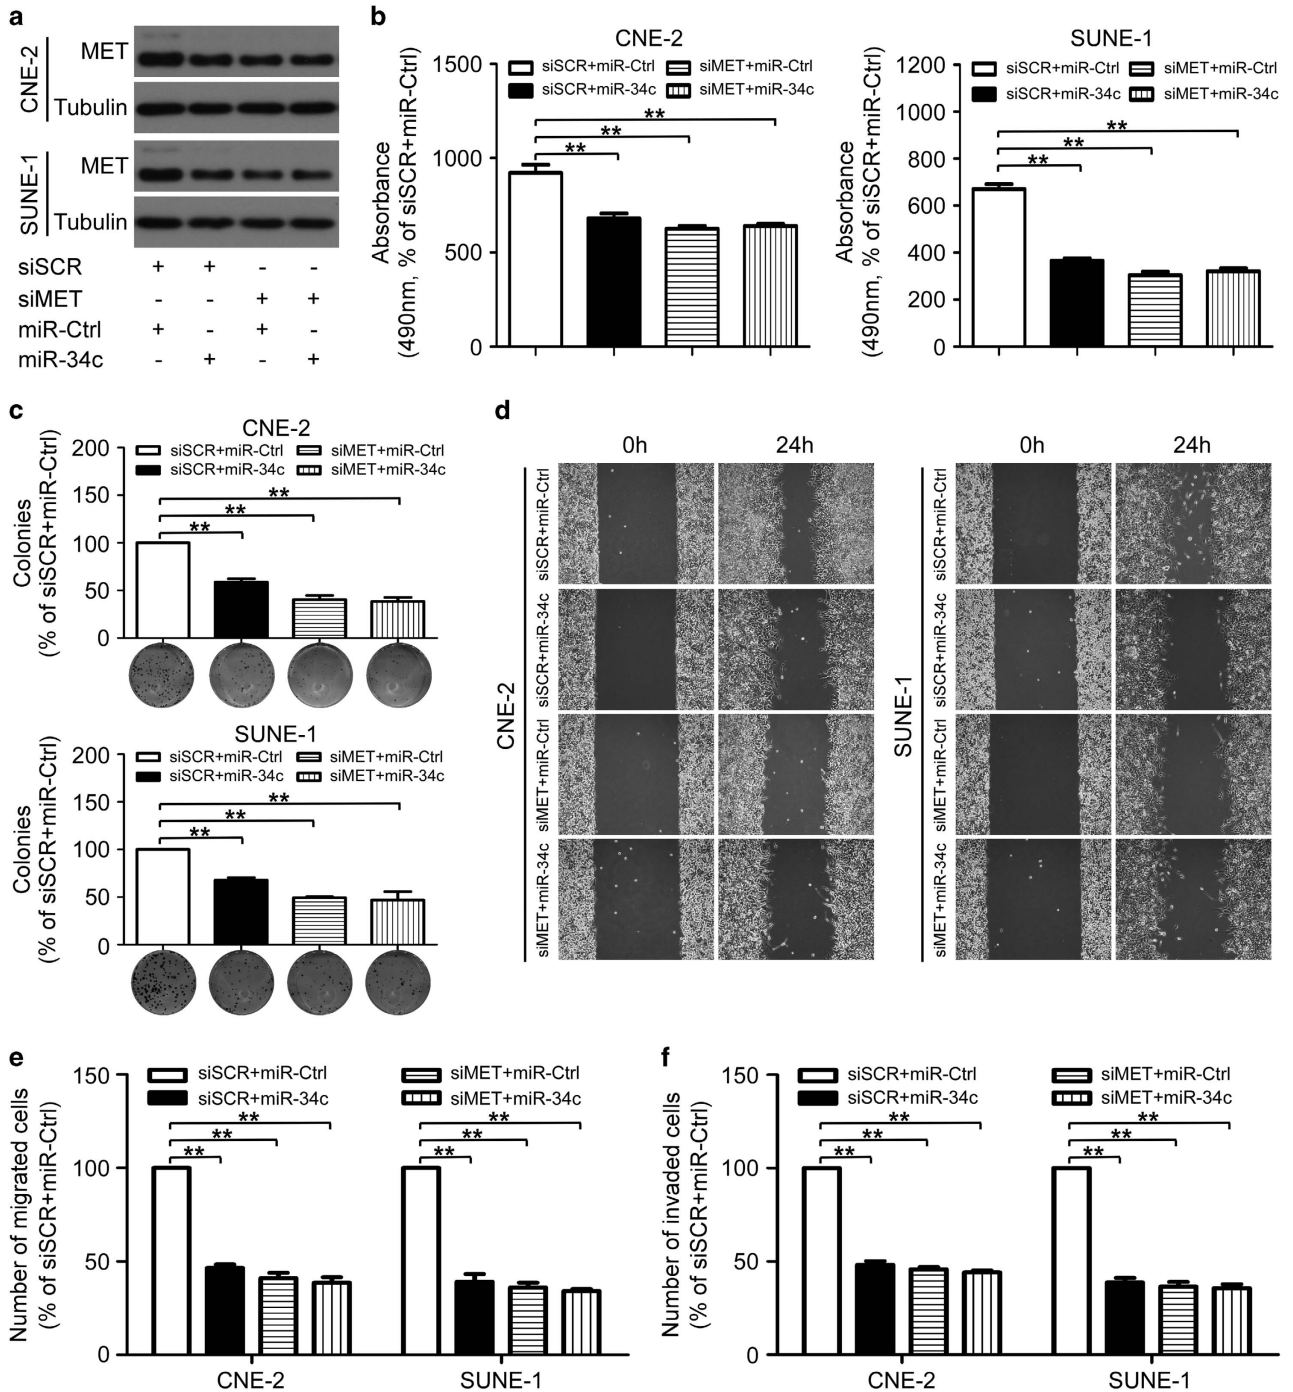 a
CNE-2
MET
Tubulin
SUNE-1
MET
Tubulin
siSCR + + - -
siMET - - + +
miR-Ctrl + - + -
miR-34c - + - +
b
CNE-2
siSCR+miR-Ctrl siMET+miR-Ctrl
siSCR+miR-34c siMET+miR-34c
Absorbance
(490nm, % of siSCR+miR-Ctrl)
1500
1000
500
0
**
**
**
SUNE-1
siSCR+miR-Ctrl siMET+miR-Ctrl
siSCR+miR-34c siMET+miR-34c
Absorbance
(490nm, % of siSCR+miR-Ctrl)
1200
1000
800
600
400
200
0
**
**
**
c
CNE-2
siSCR+miR-Ctrl siMET+miR-Ctrl
siSCR+miR-34c siMET+miR-34c
Colonies
(% of siSCR+miR-Ctrl)
200
150
100
50
0
**
**
**
SUNE-1
siSCR+miR-Ctrl siMET+miR-Ctrl
siSCR+miR-34c siMET+miR-34c
Colonies
(% of siSCR+miR-Ctrl)
200
150
100
50
0
**
**
**
d
0h 24h
CNE-2
siSCR+miR-Ctrl
siSCR+miR-34c
siMET+miR-Ctrl
siMET+miR-34c
0h 24h
SUNE-1
siSCR+miR-Ctrl
siSCR+miR-34c
siMET+miR-Ctrl
siMET+miR-34c
e
siSCR+miR-Ctrl siMET+miR-Ctrl
siSCR+miR-34c siMET+miR-34c
Number of migrated cells
(% of siSCR+miR-Ctrl)
150
100
50
0
**
**
**
**
**
**
CNE-2 SUNE-1
f
siSCR+miR-Ctrl siMET+miR-Ctrl
siSCR+miR-34c siMET+miR-34c
Number of invaded cells
(% of siSCR+miR-Ctrl)
150
100
50
0
**
**
**
**
**
**
CNE-2 SUNE-1